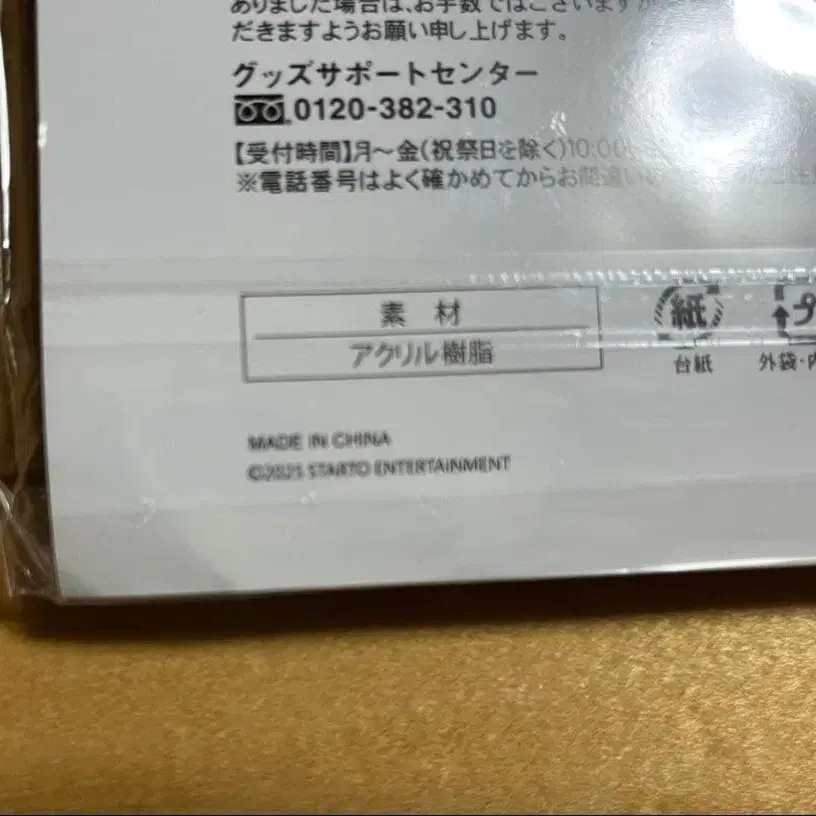 ありました場合は、お手数ではございますが
だきますようお願い申し上げます。
グッズサポートセンター
0120-382-310
【受付時間】月〜金(祝祭日を除く)10:00
※電話番号はよく確かめてからお間違いの
素 材
アクリル樹脂
紙
プ
台紙
外袋・内
MADE IN CHINA
©2025 STARTO ENTERTAINMENT